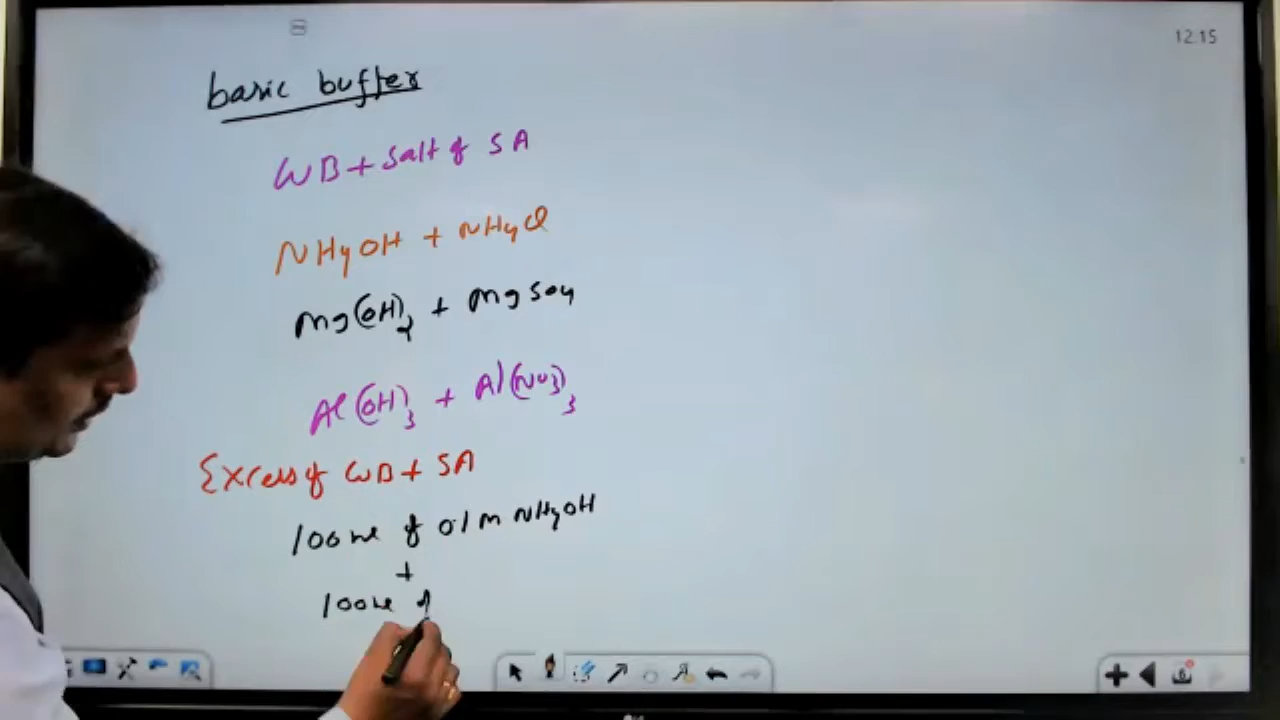 12:15
basic buffer
WB + Salt of SA
NH4OH + NH4Cl
Mg(OH)2 + MgSO4
Al(OH)3 + Al(NO3)3
Excess of WB + SA
100ml of 0.1M NH4OH
+
100ml of